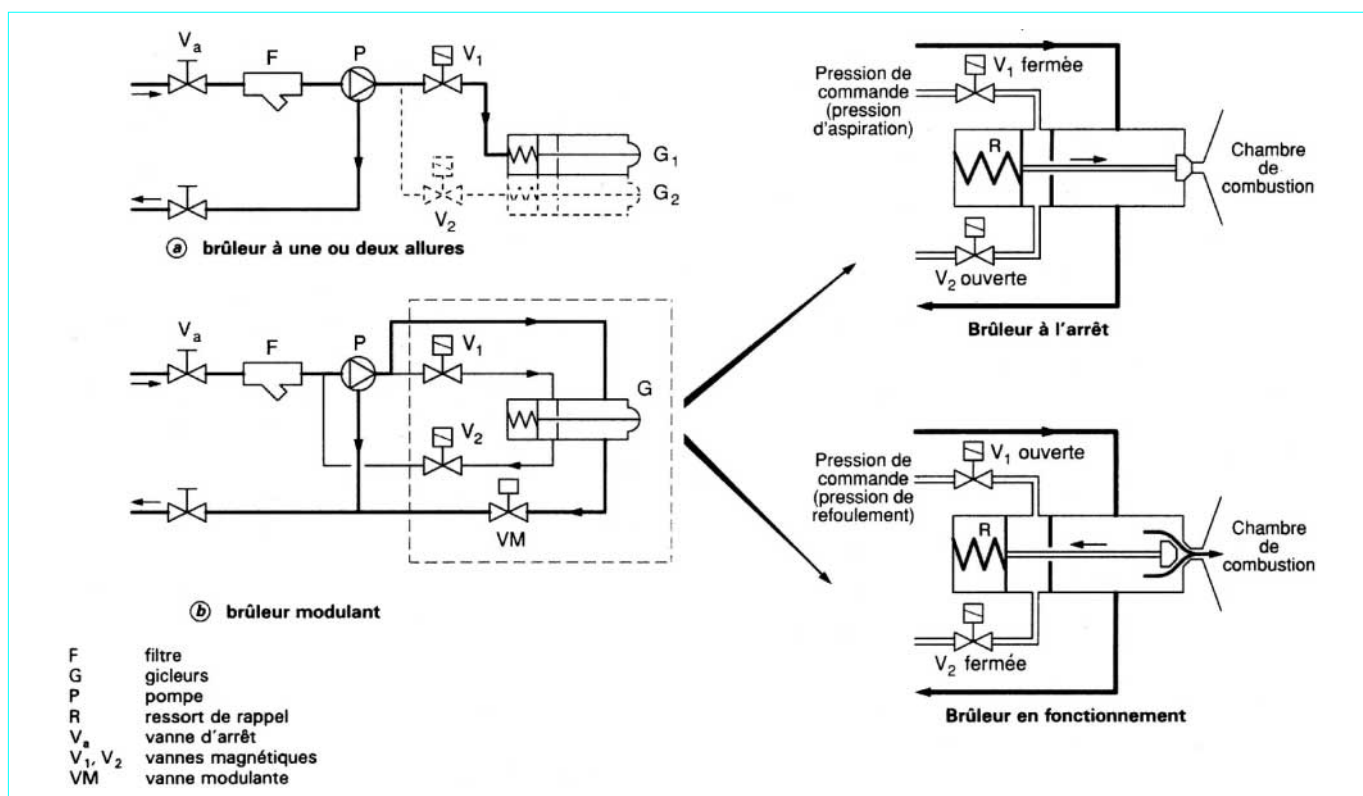 Va
F
P
V1
G1
G2
V2
a brûleur à une ou deux allures
Va
F
P
V1
G
V2
VM
b brûleur modulant
F filtre
G gicleurs
P pompe
R ressort de rappel
Va vanne d'arrêt
V1, V2 vannes magnétiques
VM vanne modulante
Pression de
commande
(pression
d'aspiration)
V1 fermée
R
Chambre
de
combustion
V2 ouverte
Brûleur à l'arrêt
Pression de
commande
(pression de
refoulement)
V1 ouverte
R
Chambre
de
combustion
V2 fermée
Brûleur en fonctionnement